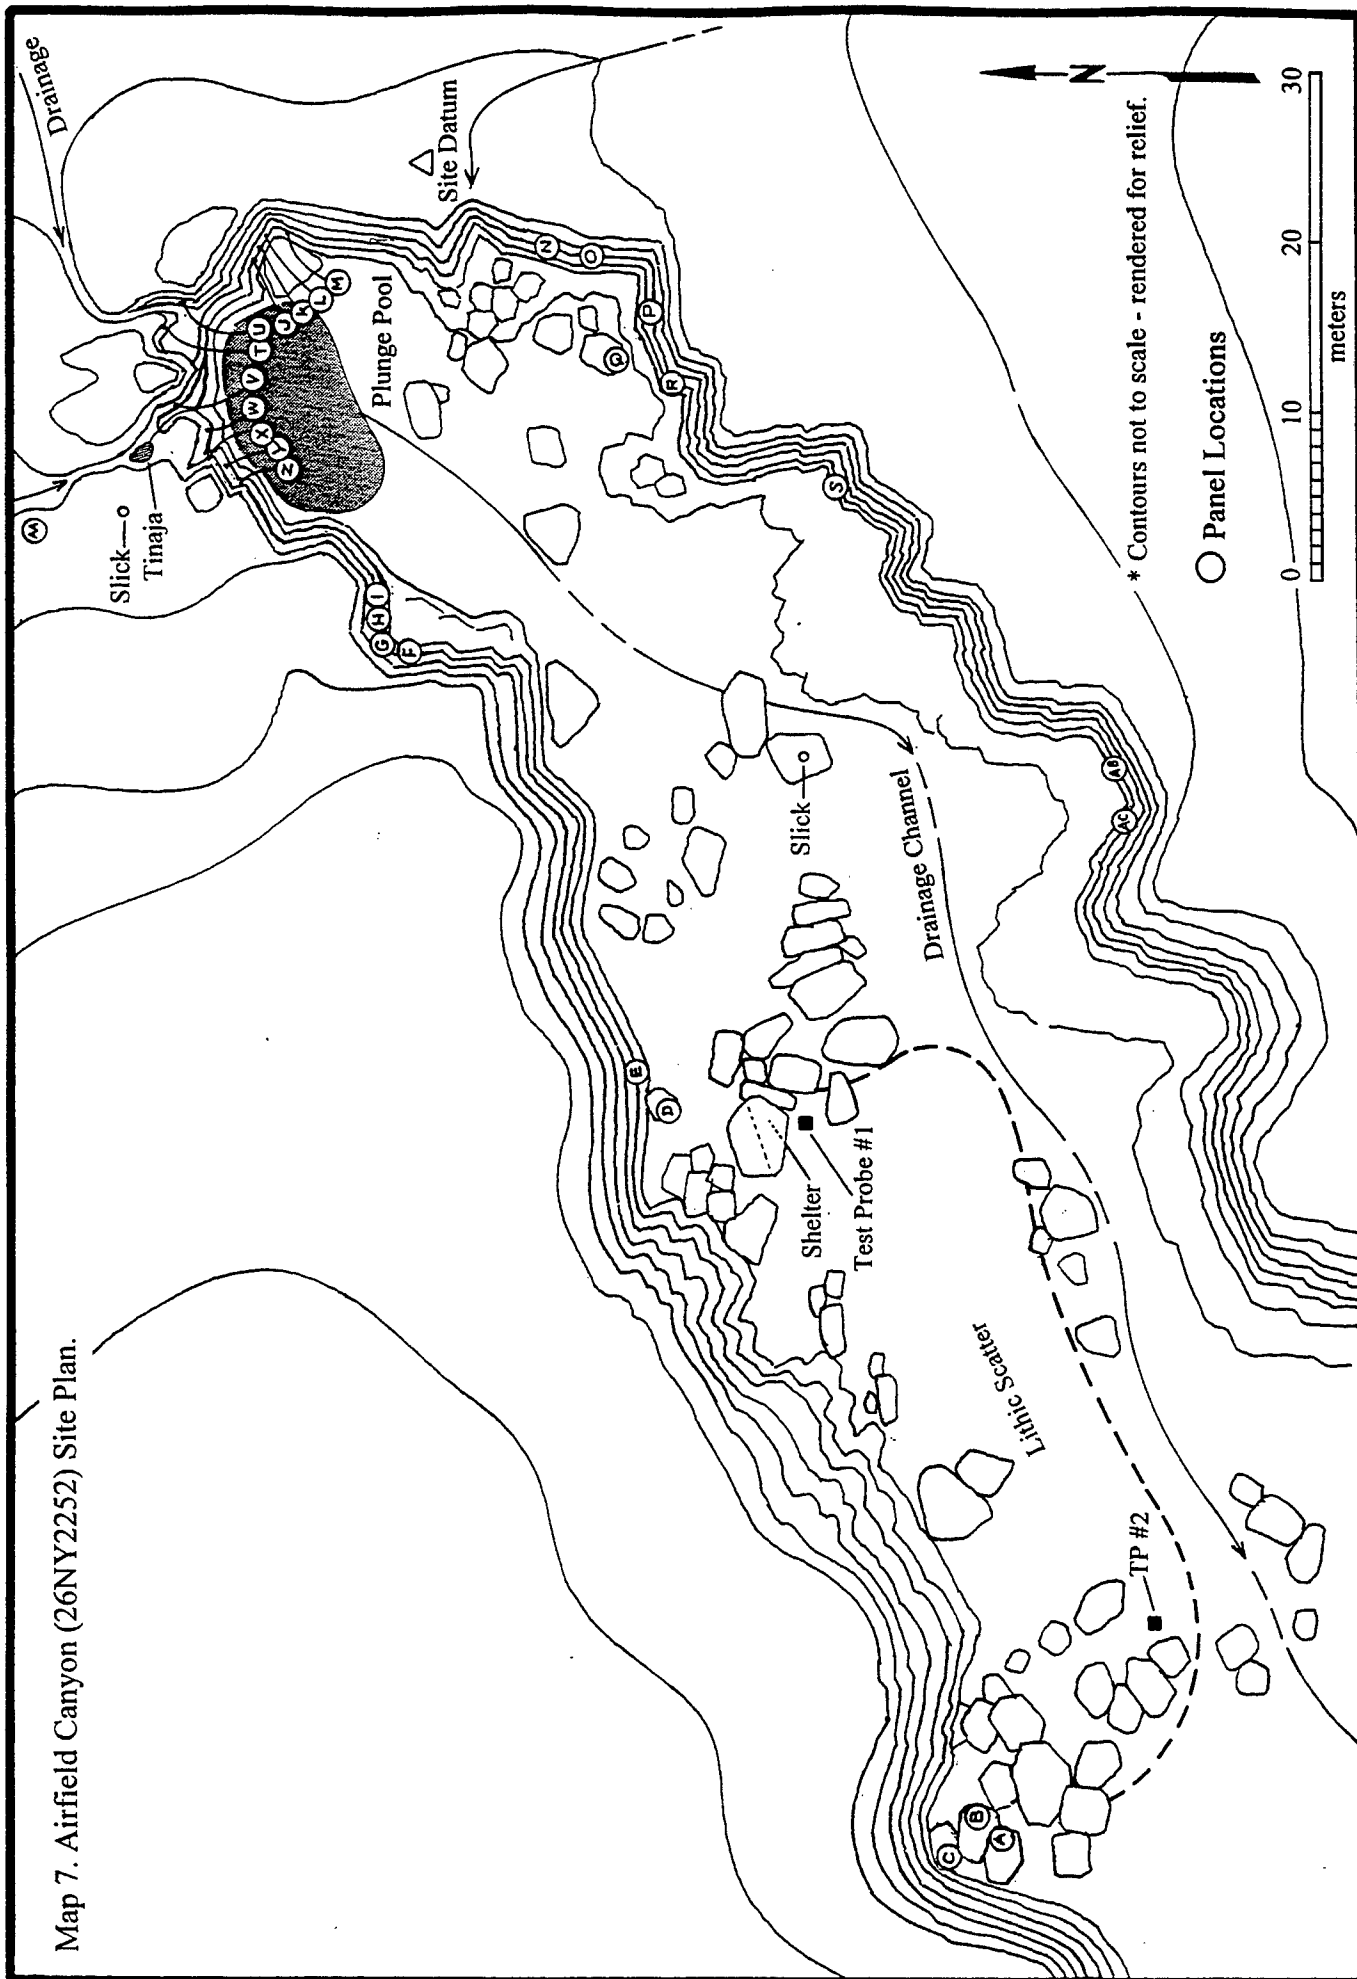 Map 7. Airfield Canyon (26NY2252) Site Plan.
Drainage
AA
Slick
Tinaja
Z
Y
X
W
V
T
U
J
K
L
M
Plunge Pool
Site Datum
N
O
P
Q
R
S
G
H
I
F
Slick
Drainage Channel
AB
AC
E
D
Shelter
Test Probe #1
Lithic Scatter
TP #2
C
B
A
N
* Contours not to scale - rendered for relief.
Panel Locations
0 10 20 30
meters